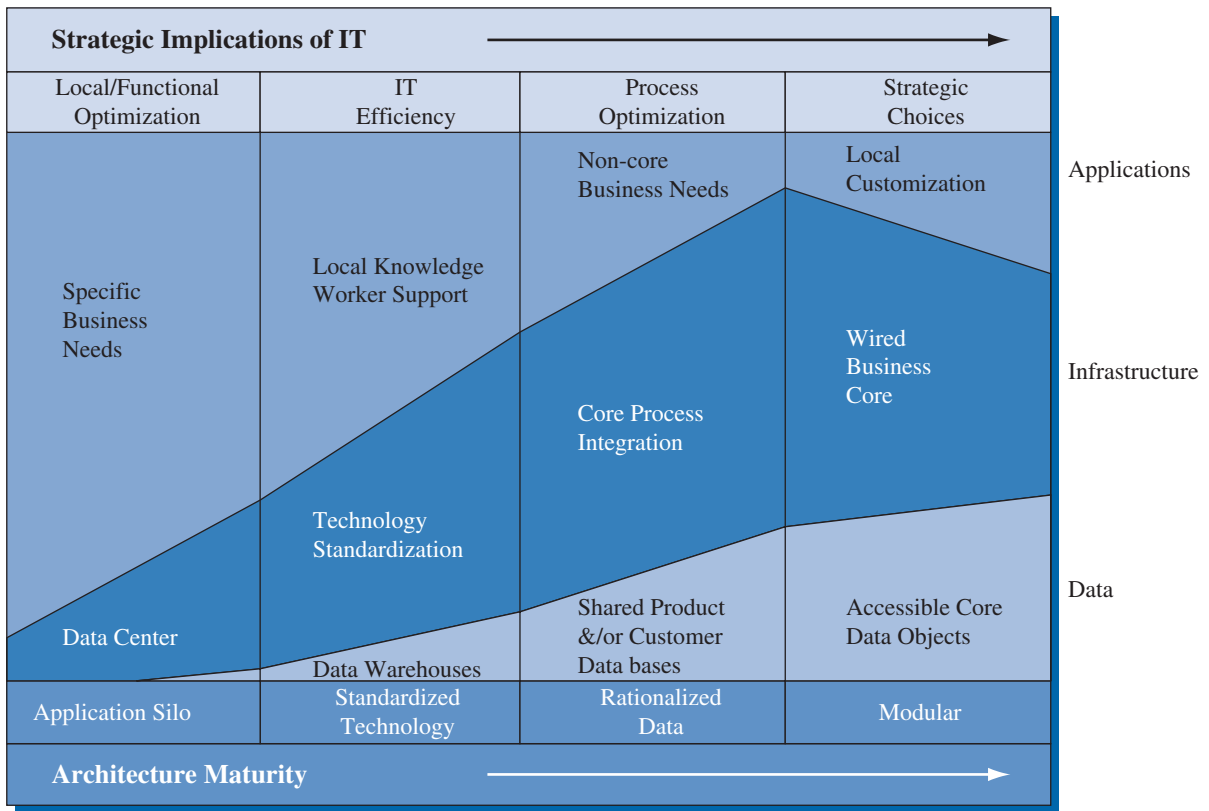 Strategic Implications of IT
Local/Functional
Optimization
IT
Efficiency
Process
Optimization
Strategic
Choices
Specific
Business
Needs
Local Knowledge
Worker Support
Non-core
Business Needs
Local
Customization
Applications
Data Center
Technology
Standardization
Core Process
Integration
Wired
Business
Core
Infrastructure
Data Warehouses
Shared Product
&/or Customer
Data bases
Accessible Core
Data Objects
Data
Application Silo
Standardized
Technology
Rationalized
Data
Modular
Architecture Maturity